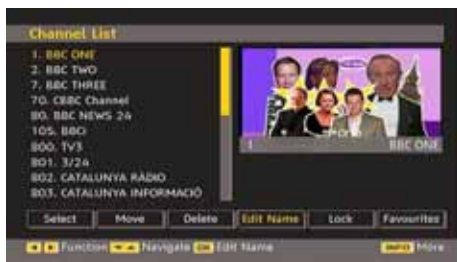 Channel List
1. BBC ONE
2. BBC TWO
7. BBC THREE
70. CBBC Channel
80. BBC NEWS 24
105. BBCi
800. TV3
801. 3/24
802. CATALUNYA RÀDIO
803. CATALUNYA INFORMACIÓ
1 BBC ONE
Select Move Delete Edit Name Lock Favourites
Function Navigate OK Edit Name INFO More